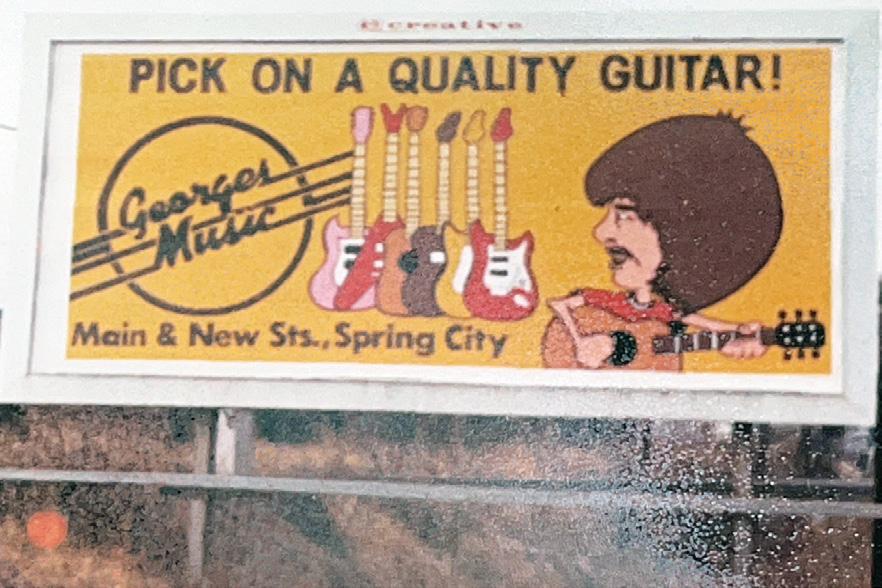 creative
PICK ON A QUALITY GUITAR!
Georges
Music
Main & New Sts., Spring City